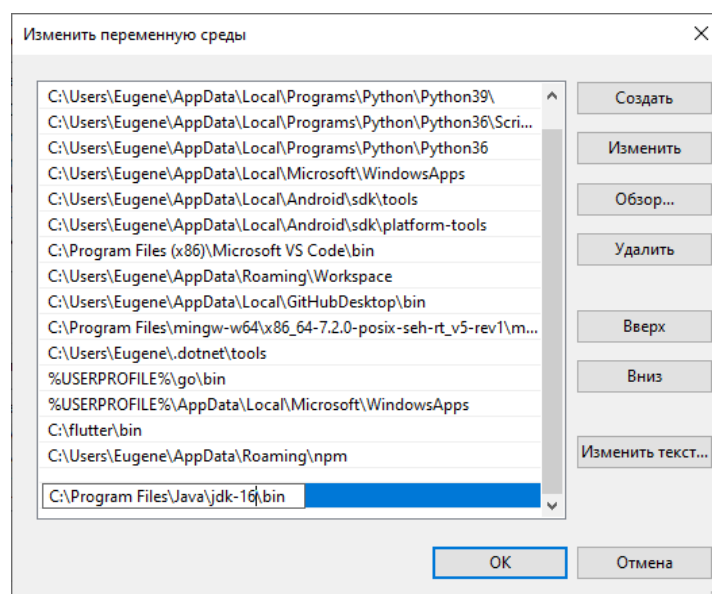 Изменить переменную среды
C:\Users\Eugene\AppData\Local\Programs\Python\Python39\
C:\Users\Eugene\AppData\Local\Programs\Python\Python36\Scri...
C:\Users\Eugene\AppData\Local\Programs\Python\Python36
C:\Users\Eugene\AppData\Local\Microsoft\WindowsApps
C:\Users\Eugene\AppData\Local\Android\sdk\tools
C:\Users\Eugene\AppData\Local\Android\sdk\platform-tools
C:\Program Files (x86)\Microsoft VS Code\bin
C:\Users\Eugene\AppData\Roaming\Workspace
C:\Users\Eugene\AppData\Local\GitHubDesktop\bin
C:\Program Files\mingw-w64\x86_64-7.2.0-posix-seh-rt_v5-rev1\m...
C:\Users\Eugene\.dotnet\tools
%USERPROFILE%\go\bin
%USERPROFILE%\AppData\Local\Microsoft\WindowsApps
C:\flutter\bin
C:\Users\Eugene\AppData\Roaming\npm
C:\Program Files\Java\jdk-16\bin
Создать
Изменить
Обзор...
Удалить
Вверх
Вниз
Изменить текст...
ОК
Отмена